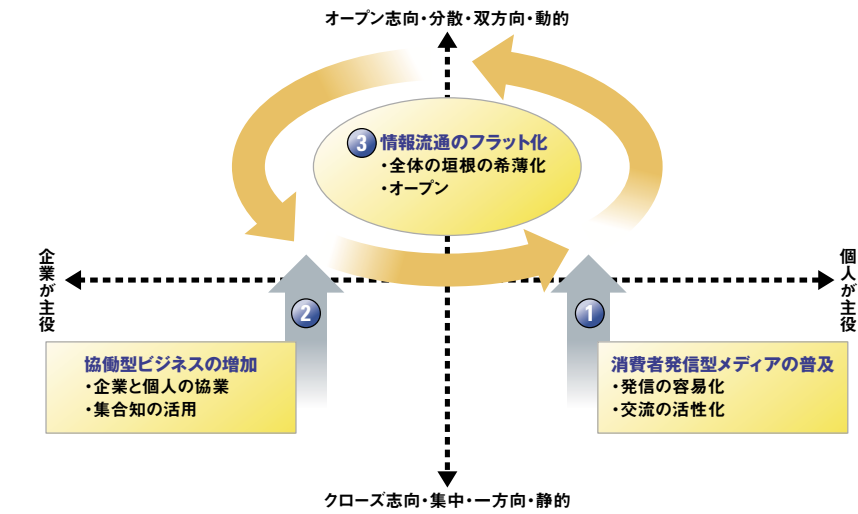 オープン志向・分散・双方向・動的
③ 情報流通のフラット化
・全体の垣根の希薄化
・オープン
企業が主役
個人が主役
②
①
協働型ビジネスの増加
・企業と個人の協業
・集合知の活用
消費者発信型メディアの普及
・発信の容易化
・交流の活性化
クローズ志向・集中・一方向・静的